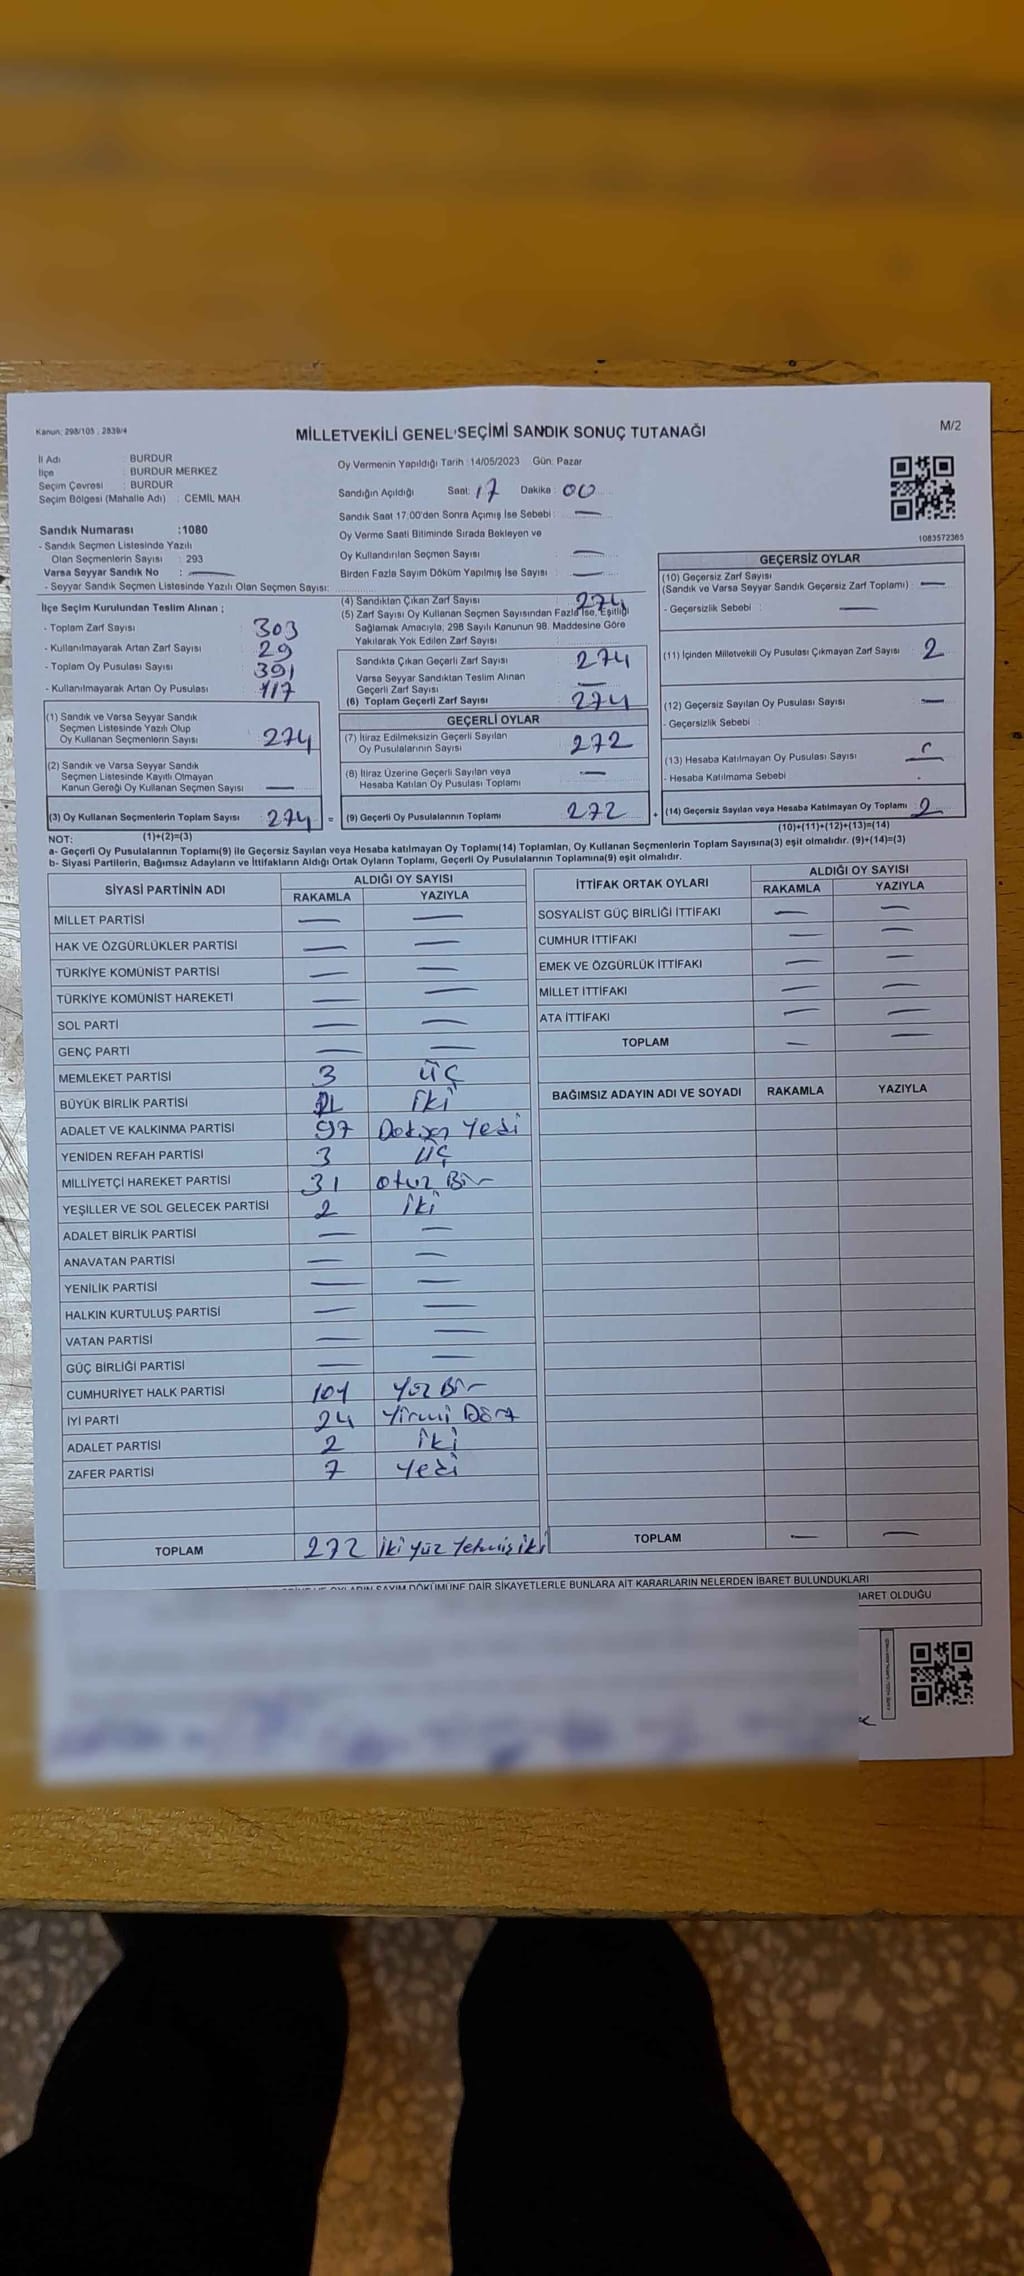 Kanun: 298/105 ; 2839/4
MİLLETVEKİLİ GENEL SEÇİMİ SANDIK SONUÇ TUTANAĞI
M/2
İl Adı : BURDUR
İlçe : BURDUR MERKEZ
Seçim Çevresi : BURDUR
Seçim Bölgesi (Mahalle Adı) : CEMİL MAH.
Sandık Numarası :1080
- Sandık Seçmen Listesinde Yazılı
Olan Seçmenlerin Sayısı : 293
Varsa Seyyar Sandık No : —
- Seyyar Sandık Seçmen Listesinde Yazılı Olan Seçmen Sayısı:
İlçe Seçim Kurulundan Teslim Alınan ;
- Toplam Zarf Sayısı : 303
- Kullanılmayarak Artan Zarf Sayısı : 29
- Toplam Oy Pusulası Sayısı : 391
- Kullanılmayarak Artan Oy Pusulası : 117
(1) Sandık ve Varsa Seyyar Sandık
Seçmen Listesinde Yazılı Olup
Oy Kullanan Seçmenlerin Sayısı : 274
(2) Sandık ve Varsa Seyyar Sandık
Seçmen Listesinde Kayıtlı Olmayan
Kanun Gereği Oy Kullanan Seçmen Sayısı : —
(3) Oy Kullanan Seçmenlerin Toplam Sayısı : 274 =
(1)+(2)=(3)
Oy Vermenin Yapıldığı Tarih :14/05/2023 Gün: Pazar
Sandığın Açıldığı Saat: 17 Dakika : 00
Sandık Saat 17:00'den Sonra Açımış İse Sebebi : —
Oy Verme Saati Bitiminde Sırada Bekleyen ve
Oy Kullandırılan Seçmen Sayısı : —
Birden Fazla Sayım Döküm Yapılmış İse Sayısı : —
(4) Sandıktan Çıkan Zarf Sayısı : 274
(5) Zarf Sayısı Oy Kullanan Seçmen Sayısından Fazla İse, Eşitliği
Sağlamak Amacıyla, 298 Sayılı Kanunun 98. Maddesine Göre
Yakılarak Yok Edilen Zarf Sayısı :
Sandıkta Çıkan Geçerli Zarf Sayısı : 274
Varsa Seyyar Sandıktan Teslim Alınan
Geçerli Zarf Sayısı : —
(6) Toplam Geçerli Zarf Sayısı : 274
GEÇERLİ OYLAR
(7) İtiraz Edilmeksizin Geçerli Sayılan
Oy Pusulalarının Sayısı : 272
(8) İtiraz Üzerine Geçerli Sayılan veya
Hesaba Katılan Oy Pusulası Toplamı : —
(9) Geçerli Oy Pusulalarının Toplamı : 272 +
1083572365
GEÇERSİZ OYLAR
(10) Geçersiz Zarf Sayısı
(Sandık ve Varsa Seyyar Sandık Geçersiz Zarf Toplamı) : —
- Geçersizlik Sebebi : —
(11) İçinden Milletvekili Oy Pusulası Çıkmayan Zarf Sayısı : 2
(12) Geçersiz Sayılan Oy Pusulası Sayısı : —
- Geçersizlik Sebebi :
(13) Hesaba Katılmayan Oy Pusulası Sayısı : —
- Hesaba Katılmama Sebebi :
(14) Geçersiz Sayılan veya Hesaba Katılmayan Oy Toplamı : 2
(10)+(11)+(12)+(13)=(14)
NOT:
a- Geçerli Oy Pusulalarının Toplamı(9) ile Geçersiz Sayılan veya Hesaba katılmayan Oy Toplamı(14) Toplamları, Oy Kullanan Seçmenlerin Toplam Sayısına(3) eşit olmalıdır. (9)+(14)=(3)
b- Siyasi Partilerin, Bağımsız Adayların ve İttifakların Aldığı Ortak Oyların Toplamı, Geçerli Oy Pusulalarının Toplamına(9) eşit olmalıdır.
SİYASİ PARTİNİN ADI ALDIĞI OY SAYISI
RAKAMLA YAZIYLA
MİLLET PARTİSİ — —
HAK VE ÖZGÜRLÜKLER PARTİSİ — —
TÜRKİYE KOMÜNİST PARTİSİ — —
TÜRKİYE KOMÜNİST HAREKETİ — —
SOL PARTİ — —
GENÇ PARTİ — —
MEMLEKET PARTİSİ 3 üç
BÜYÜK BİRLİK PARTİSİ 2 iki
ADALET VE KALKINMA PARTİSİ 97 Doksan Yedi
YENİDEN REFAH PARTİSİ 3 üç
MİLLİYETÇİ HAREKET PARTİSİ 31 otuz Bir
YEŞİLLER VE SOL GELECEK PARTİSİ 2 iki
ADALET BİRLİK PARTİSİ — —
ANAVATAN PARTİSİ — —
YENİLİK PARTİSİ — —
HALKIN KURTULUŞ PARTİSİ — —
VATAN PARTİSİ — —
GÜÇ BİRLİĞİ PARTİSİ — —
CUMHURİYET HALK PARTİSİ 101 Yüz Bir
İYİ PARTİ 24 Yirmi Dört
ADALET PARTİSİ 2 iki
ZAFER PARTİSİ 7 Yedi
TOPLAM 272 iki Yüz Yetmiş iki
İTTİFAK ORTAK OYLARI ALDIĞI OY SAYISI
RAKAMLA YAZIYLA
SOSYALİST GÜÇ BİRLİĞİ İTTİFAKI — —
CUMHUR İTTİFAKI — —
EMEK VE ÖZGÜRLÜK İTTİFAKI — —
MİLLET İTTİFAKI — —
ATA İTTİFAKI — —
TOPLAM — —
BAĞIMSIZ ADAYIN ADI VE SOYADI RAKAMLA YAZIYLA
TOPLAM — —
OYLARIN SAYIM DÖKÜMÜNE DAİR ŞİKAYETLERLE BUNLARA AİT KARARLARIN NELERDEN İBARET BULUNDUKLARI
İBARET OLDUĞU